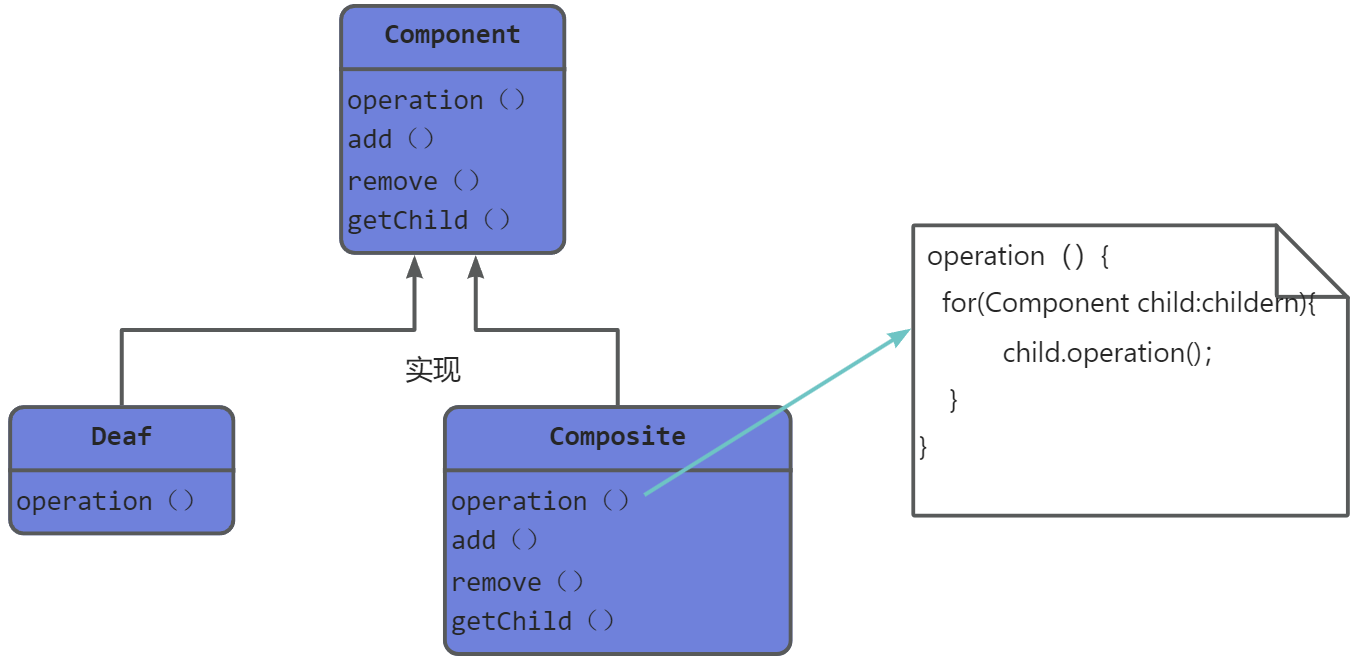 Component
operation（）
add（）
remove（）
getChild（）
实现
Deaf
operation（）
Composite
operation（）
add（）
remove（）
getChild（）
operation（）{
for(Component child:childern){
child.operation();
}
}